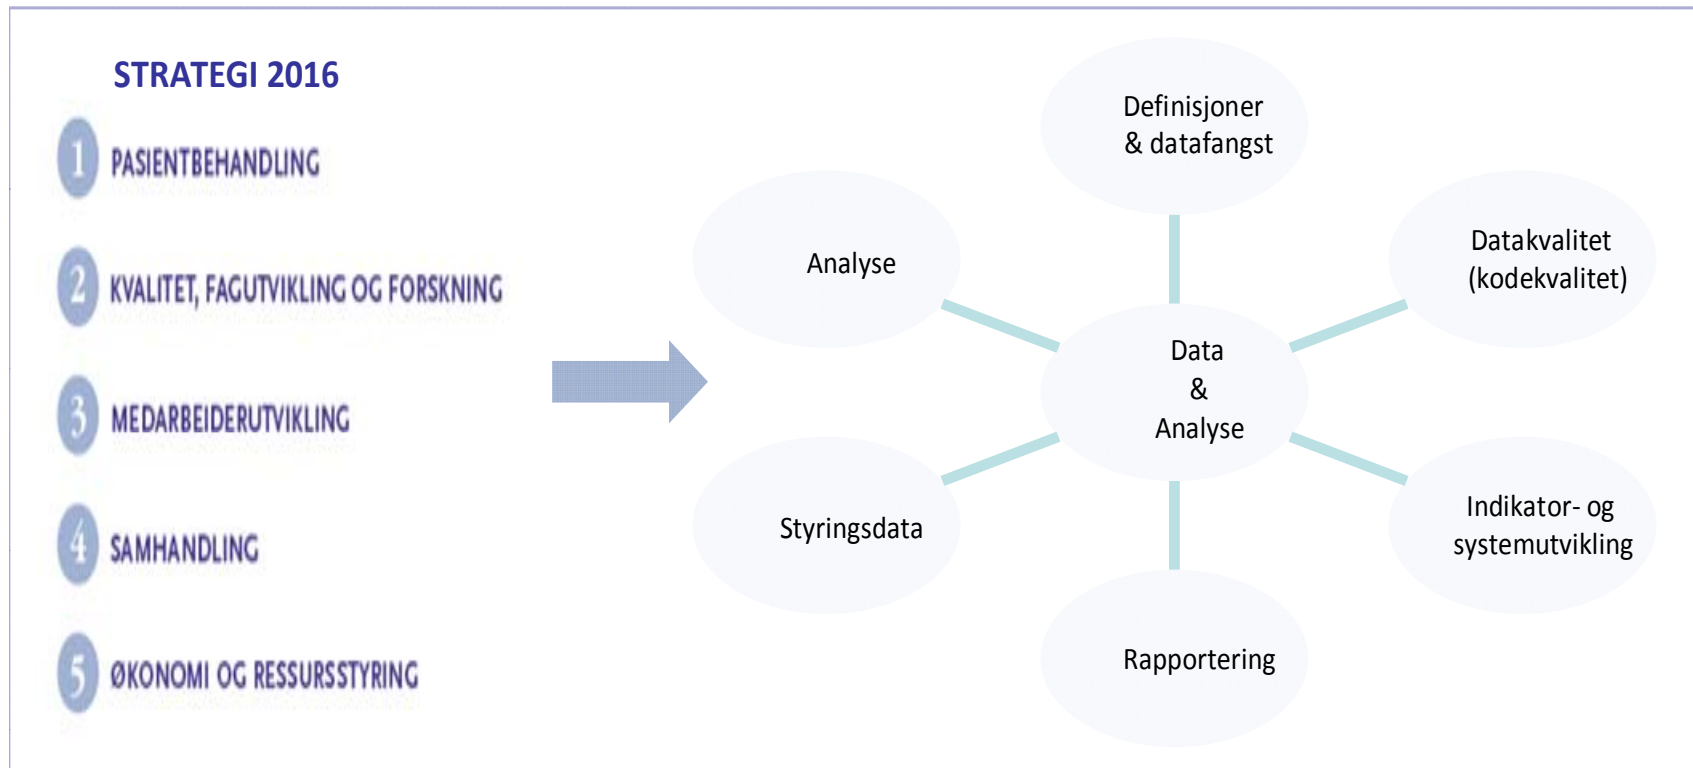 STRATEGI 2016
1 PASIENTBEHANDLING
2 KVALITET, FAGUTVIKLING OG FORSKNING
3 MEDARBEIDERUTVIKLING
4 SAMHANDLING
5 ØKONOMI OG RESSURSSTYRING
Definisjoner
& datafangst
Datakvalitet
(kodekvalitet)
Indikator- og
systemutvikling
Rapportering
Styringsdata
Analyse
Data
&
Analyse